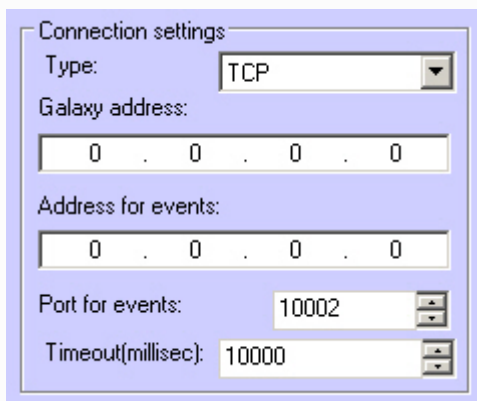 Connection settings
Type: TCP
Galaxy address:
0 . 0 . 0 . 0
Address for events:
0 . 0 . 0 . 0
Port for events: 10002
Timeout(millisec): 10000